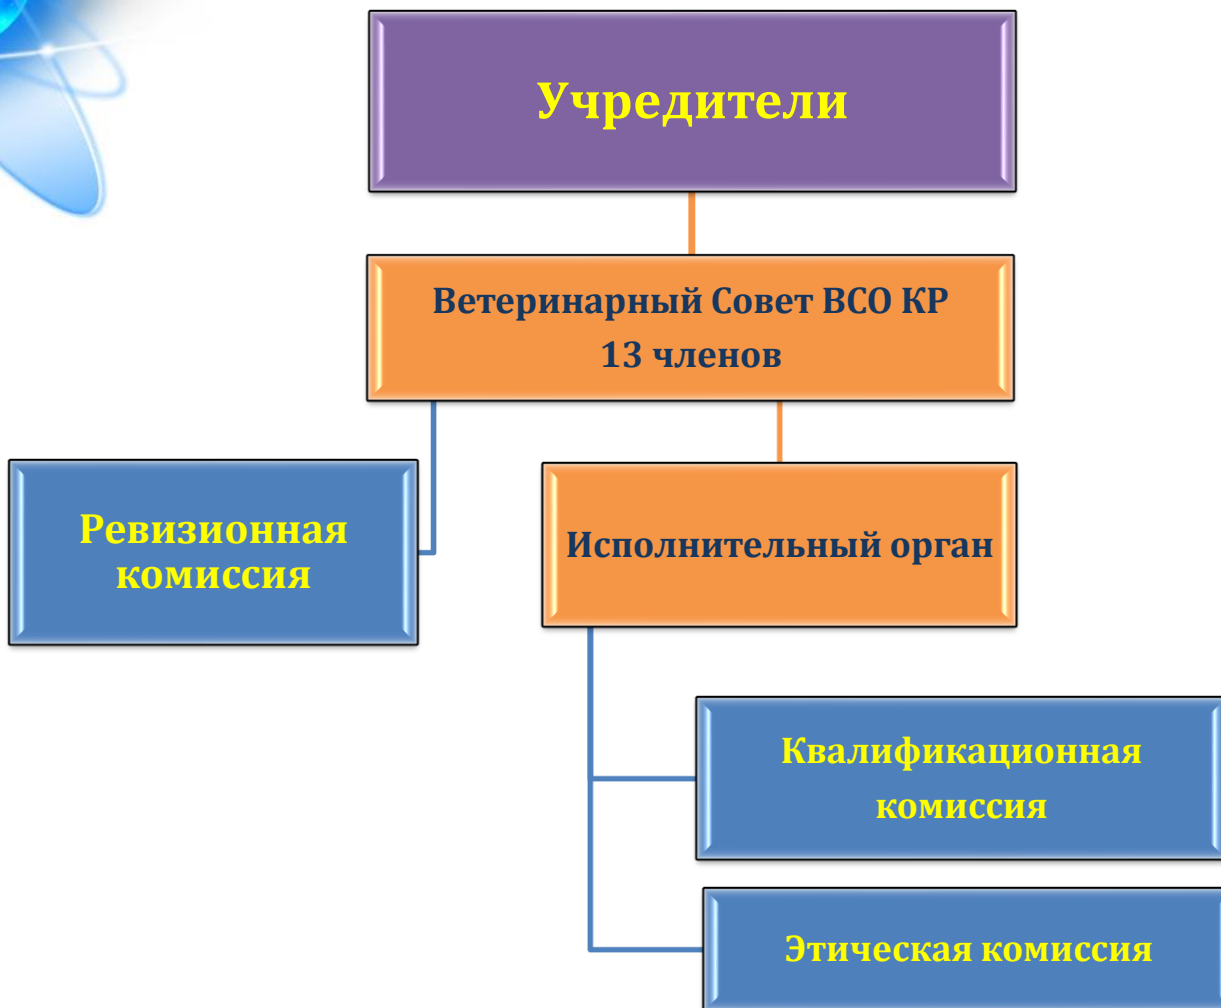 Учредители
Ветеринарный Совет ВСО КР
13 членов
Ревизионная
комиссия
Исполнительный орган
Квалификационная
комиссия
Этическая комиссия